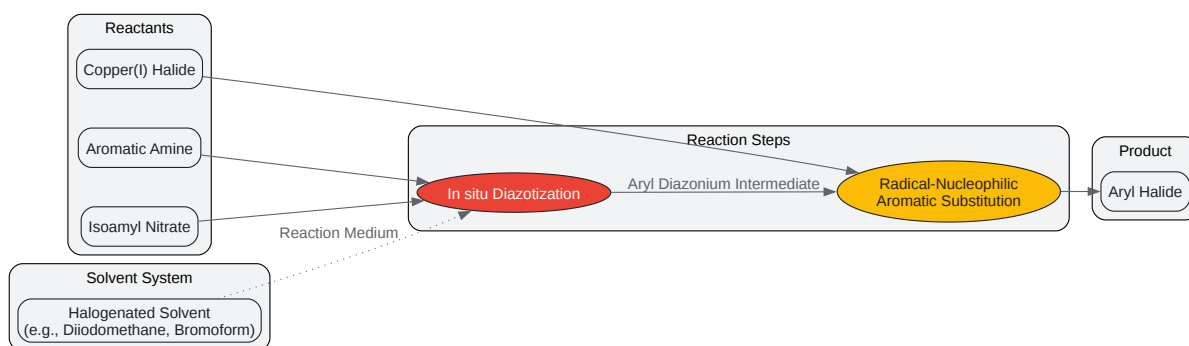 Reactants
Copper(I) Halide
Aromatic Amine
Isoamyl Nitrate
Solvent System
Halogenated Solvent
(e.g., Diiodomethane, Bromoform)
Reaction Medium
Reaction Steps
In situ Diazotization
Aryl Diazonium Intermediate
Radical-Nucleophilic
Aromatic Substitution
Product
Aryl Halide